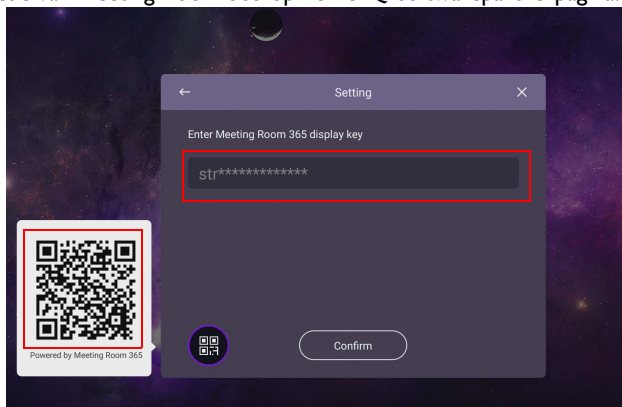 Setting
Enter Meeting Room 365 display key
str*************
Powered by Meeting Room 365
Confirm